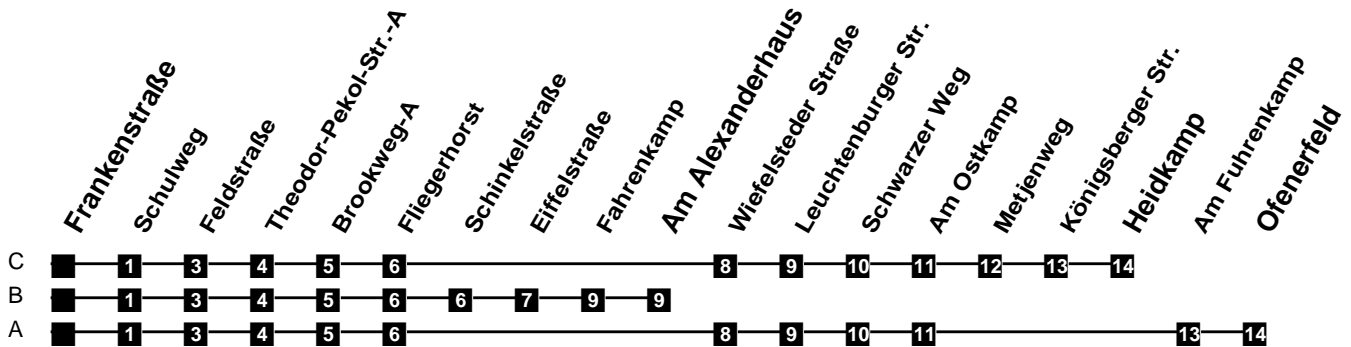 Frankenstraße
Schulweg
Feldstraße
Theodor-Pekol-Str.-A
Brookweg-A
Fliegerhorst
Schinkelstraße
Eiffelstraße
Fahrenkamp
Am Alexanderhaus
Wiefelsteder Straße
Leuchtenburger Str.
Schwarzer Weg
Am Ostkamp
Metjenweg
Königsberger Str.
Heidkamp
Am Fuhrenkamp
Ofenerfeld
C 1 3 4 5 6 8 9 10 11 12 13 14
B 1 3 4 5 6 6 7 9 9
A 1 3 4 5 6 8 9 10 11 13 14